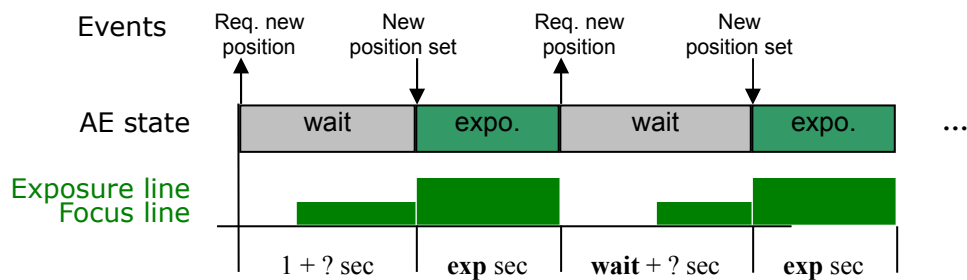 Events
Req. new
position
New
position set
Req. new
position
New
position set
AE state
wait
expo.
wait
expo.
...
Exposure line
Focus line
1 + ? sec
exp sec
wait + ? sec
exp sec